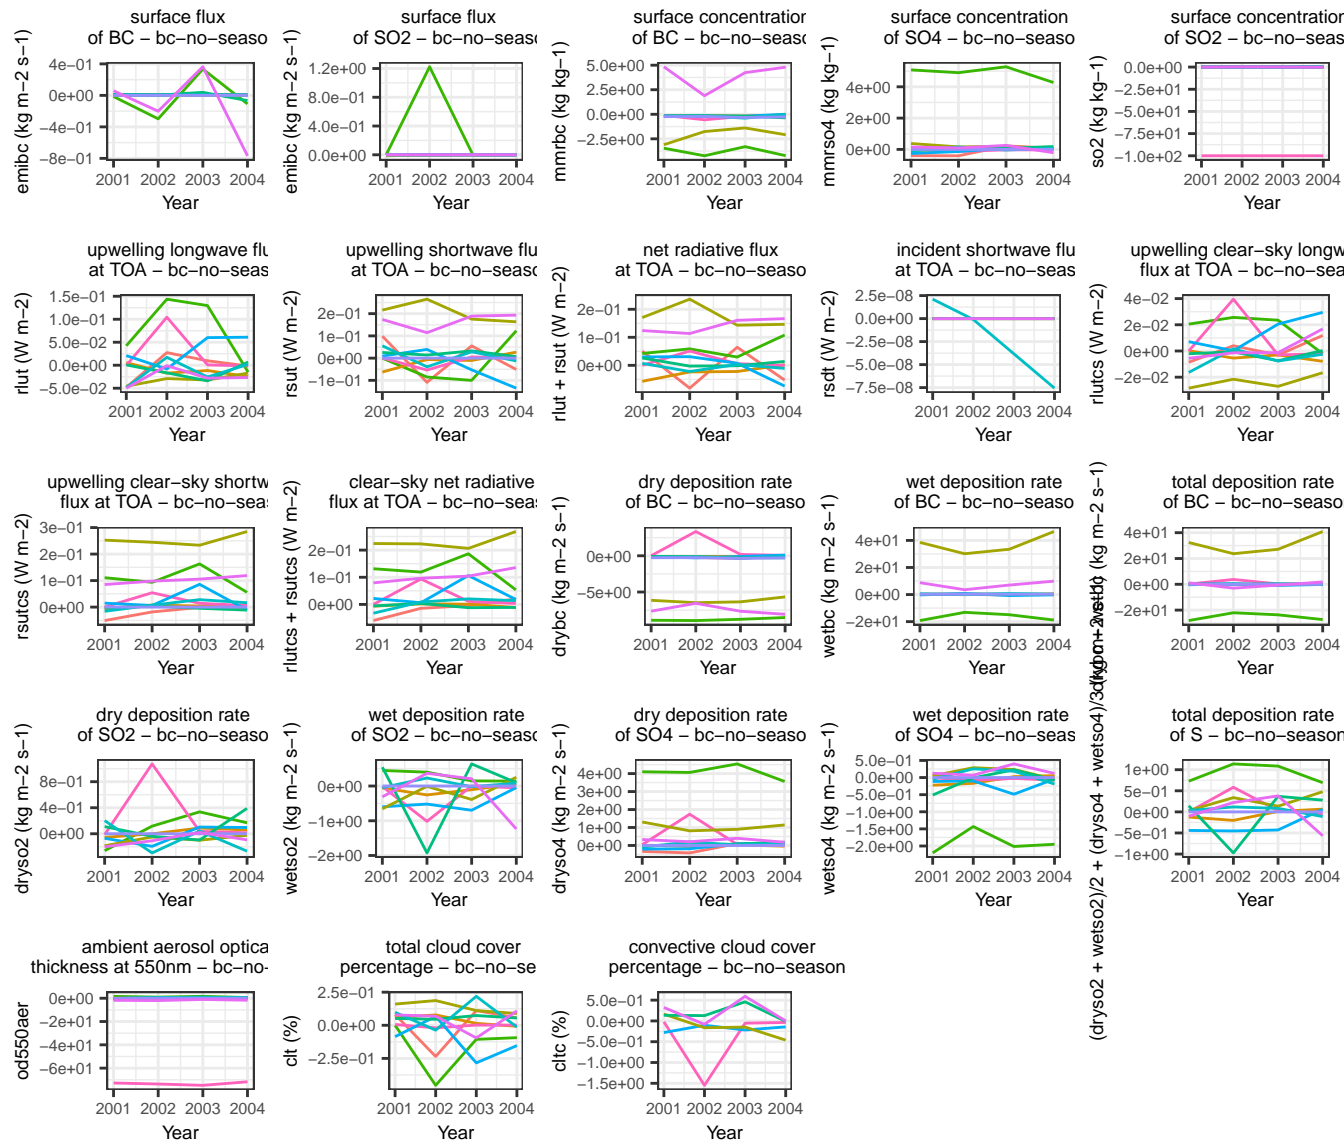 surface flux
of BC − bc−no−seaso
emibc (kg m−2 s−1)
4e−01
0e+00
−4e−01
−8e−01
2001 2002 2003 2004
Year
surface flux
of SO2 − bc−no−seas
emibc (kg m−2 s−1)
1.2e+00
8.0e−01
4.0e−01
0.0e+00
2001 2002 2003 2004
Year
surface concentration
of BC − bc−no−seaso
mmrbc (kg kg−1)
5.0e+00
2.5e+00
0.0e+00
−2.5e+00
2001 2002 2003 2004
Year
surface concentration
of SO4 − bc−no−seas
mmrso4 (kg kg−1)
4e+00
2e+00
0e+00
2001 2002 2003 2004
Year
surface concentration
of SO2 − bc−no−seas
so2 (kg kg−1)
0.0e+00
−2.5e+01
−5.0e+01
−7.5e+01
−1.0e+02
2001 2002 2003 2004
Year
upwelling longwave flu
at TOA − bc−no−seas
rlut (W m−2)
1.5e−01
1.0e−01
5.0e−02
0.0e+00
−5.0e−02
2001 2002 2003 2004
Year
upwelling shortwave flu
at TOA − bc−no−seas
rsut (W m−2)
2e−01
1e−01
0e+00
−1e−01
2001 2002 2003 2004
Year
net radiative flux
at TOA − bc−no−seaso
rlut + rsut (W m−2)
2e−01
1e−01
0e+00
2001 2002 2003 2004
Year
incident shortwave flu
at TOA − bc−no−seas
rsdt (W m−2)
2.5e−08
0.0e+00
−2.5e−08
−5.0e−08
−7.5e−08
2001 2002 2003 2004
Year
upwelling clear−sky longw
flux at TOA − bc−no−seas
rlutcs (W m−2)
4e−02
2e−02
0e+00
−2e−02
2001 2002 2003 2004
Year
upwelling clear−sky shortw
flux at TOA − bc−no−seas
rsutcs (W m−2)
3e−01
2e−01
1e−01
0e+00
2001 2002 2003 2004
Year
clear−sky net radiative
flux at TOA − bc−no−seas
rlutcs + rsutcs (W m−2)
2e−01
1e−01
0e+00
2001 2002 2003 2004
Year
dry deposition rate
of BC − bc−no−seaso
drybc (kg m−2 s−1)
0e+00
−5e+00
2001 2002 2003 2004
Year
wet deposition rate
of BC − bc−no−seaso
wetbc (kg m−2 s−1)
4e+01
2e+01
0e+00
−2e+01
2001 2002 2003 2004
Year
total deposition rate
of BC − bc−no−seaso
(kg m−2 s−1)
4e+01
2e+01
0e+00
−2e+01
2001 2002 2003 2004
Year
dry deposition rate
of SO2 − bc−no−seaso
dryso2 (kg m−2 s−1)
8e−01
4e−01
0e+00
2001 2002 2003 2004
Year
wet deposition rate
of SO2 − bc−no−seaso
wetso2 (kg m−2 s−1)
0e+00
−1e+00
−2e+00
2001 2002 2003 2004
Year
dry deposition rate
of SO4 − bc−no−seaso
dryso4 (kg m−2 s−1)
4e+00
3e+00
2e+00
1e+00
0e+00
2001 2002 2003 2004
Year
wet deposition rate
of SO4 − bc−no−seas
wetso4 (kg m−2 s−1)
5.0e−01
0.0e+00
−5.0e−01
−1.0e+00
−1.5e+00
−2.0e+00
2001 2002 2003 2004
Year
total deposition rate
of S − bc−no−season
(dryso2 + wetso2)/2 + (dryso4 + wetso4)/3
1e+00
5e−01
0e+00
−5e−01
−1e+00
2001 2002 2003 2004
Year
ambient aerosol optica
thickness at 550nm − bc−no−
od550aer
0e+00
−2e+01
−4e+01
−6e+01
2001 2002 2003 2004
Year
total cloud cover
percentage − bc−no−se
clt (%)
2.5e−01
0.0e+00
−2.5e−01
2001 2002 2003 2004
Year
convective cloud cover
percentage − bc−no−season
cltc (%)
5.0e−01
0.0e+00
−5.0e−01
−1.0e+00
−1.5e+00
2001 2002 2003 2004
Year